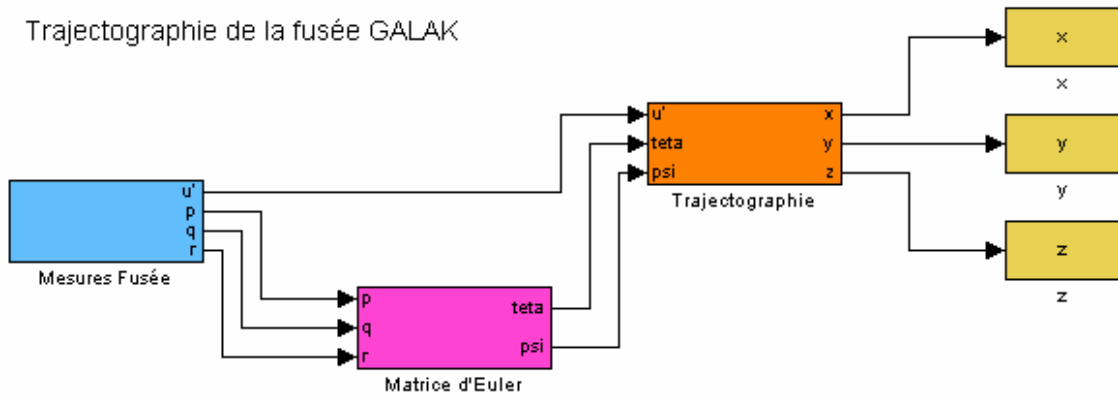 Trajectographie de la fusée GALAK
x
x
u' x
teta y
psi z
Trajectographie
y
y
u'
p
q
r
Mesures Fusée
z
z
p teta
q
r psi
Matrice d'Euler